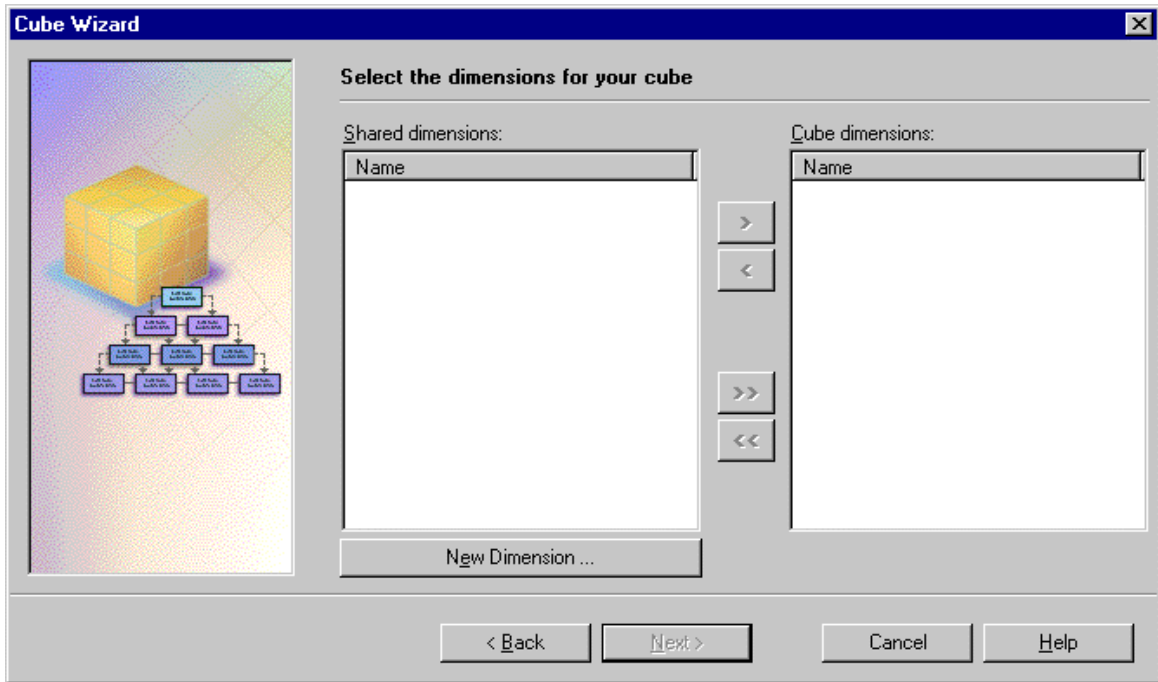 Cube Wizard
Select the dimensions for your cube
Shared dimensions:
Cube dimensions:
Name
Name
>
<
>>
<<
New Dimension ...
< Back
Next >
Cancel
Help